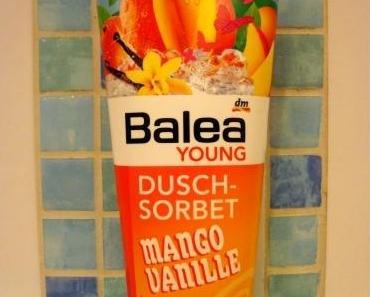 dm
Balea
YOUNG
DUSCH-
SORBET
MANGO
VANILLE